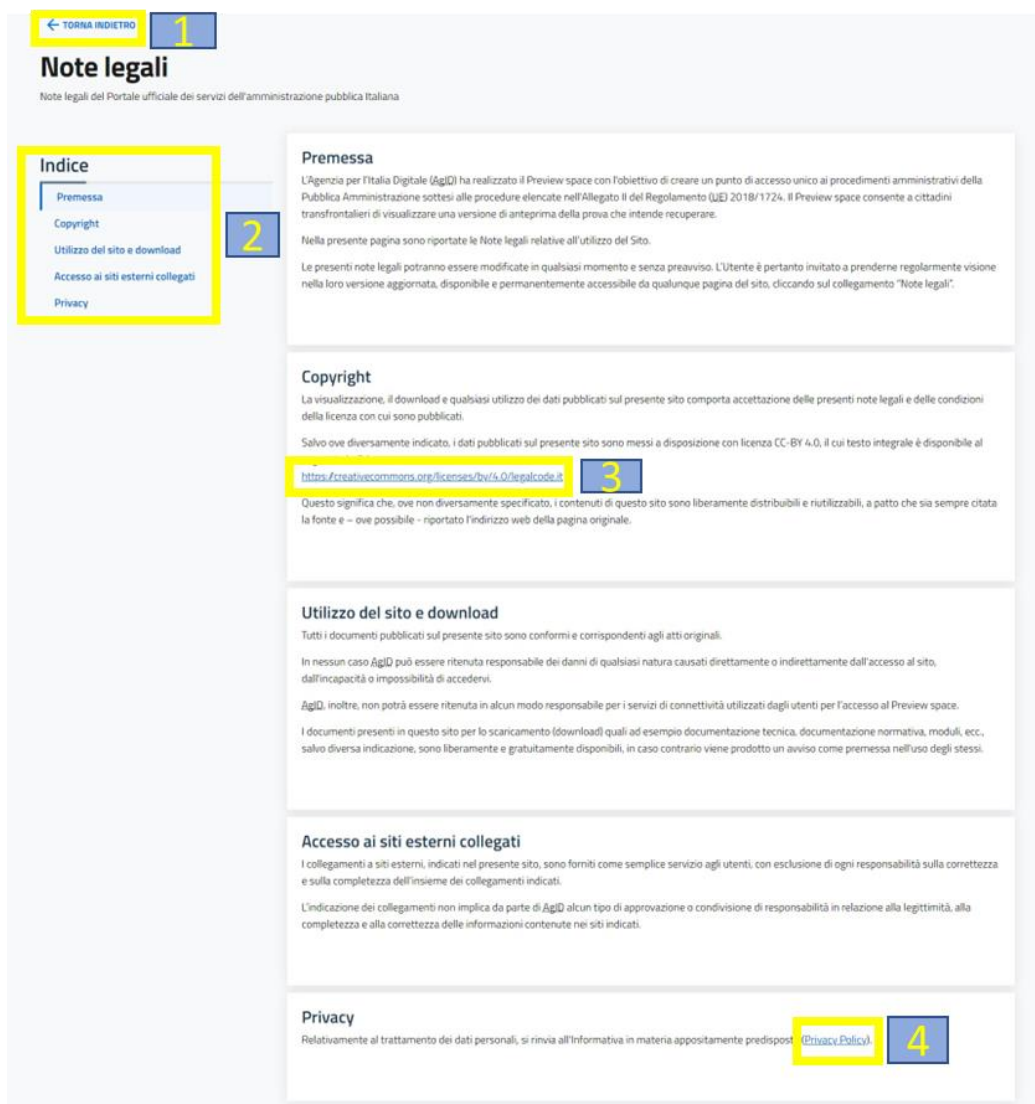 ← TORNA INDIETRO
1
Note legali
Note legali del Portale ufficiale dei servizi dell'amministrazione pubblica Italiana
Indice
Premessa
Copyright
Utilizzo del sito e download
Accesso ai siti esterni collegati
Privacy
2
Premessa
L'Agenzia per l'Italia Digitale (AgID) ha realizzato il Preview space con l'obiettivo di creare un punto di accesso unico ai procedimenti amministrativi della
Pubblica Amministrazione sottesi alle procedure elencate nell'Allegato II del Regolamento (UE) 2018/1724. Il Preview space consente a cittadini
transfrontalieri di visualizzare una versione di anteprima della prova che intende recuperare.
Nella presente pagina sono riportate le Note legali relative all'utilizzo del Sito.
Le presenti note legali potranno essere modificate in qualsiasi momento e senza preavviso. L'Utente è pertanto invitato a prenderne regolarmente visione
nella loro versione aggiornata, disponibile e permanentemente accessibile da qualunque pagina del sito, cliccando sul collegamento "Note legali".
Copyright
La visualizzazione, il download e qualsiasi utilizzo dei dati pubblicati sul presente sito comporta accettazione delle presenti note legali e delle condizioni
della licenza con cui sono pubblicati.
Salvo ove diversamente indicato, i dati pubblicati sul presente sito sono messi a disposizione con licenza CC-BY 4.0, il cui testo integrale è disponibile al
https://creativecommons.org/licenses/by/4.0/legalcode.it
3
Questo significa che, ove non diversamente specificato, i contenuti di questo sito sono liberamente distribuibili e riutilizzabili, a patto che sia sempre citata
la fonte e – ove possibile - riportato l'indirizzo web della pagina originale.
Utilizzo del sito e download
Tutti i documenti pubblicati sul presente sito sono conformi e corrispondenti agli atti originali.
In nessun caso AgID può essere ritenuta responsabile dei danni di qualsiasi natura causati direttamente o indirettamente dall'accesso al sito,
dall'incapacità o impossibilità di accedervi.
AgID, inoltre, non potrà essere ritenuta in alcun modo responsabile per i servizi di connettività utilizzati dagli utenti per l'accesso al Preview space.
I documenti presenti in questo sito per lo scaricamento (download) quali ad esempio documentazione tecnica, documentazione normativa, moduli, ecc.,
salvo diversa indicazione, sono liberamente e gratuitamente disponibili, in caso contrario viene prodotto un avviso come premessa nell'uso degli stessi.
Accesso ai siti esterni collegati
I collegamenti a siti esterni, indicati nel presente sito, sono forniti come semplice servizio agli utenti, con esclusione di ogni responsabilità sulla correttezza
e sulla completezza dell'insieme dei collegamenti indicati.
L'indicazione dei collegamenti non implica da parte di AgID alcun tipo di approvazione o condivisione di responsabilità in relazione alla legittimità, alla
completezza e alla correttezza delle informazioni contenute nei siti indicati.
Privacy
Relativamente al trattamento dei dati personali, si rinvia all'Informativa in materia appositamente predispost (Privacy Policy).
4